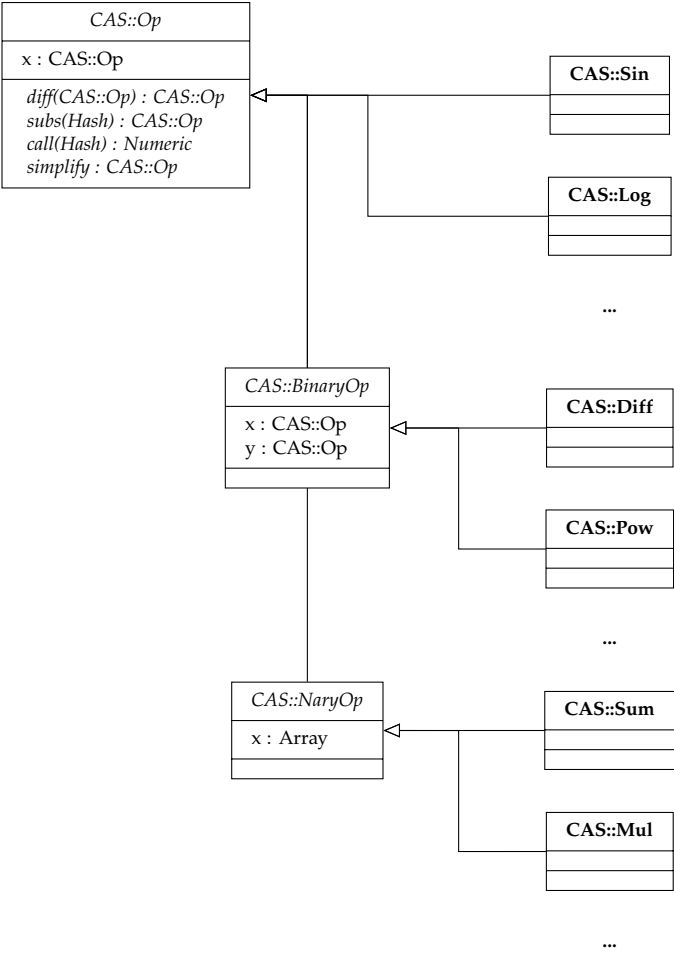 CAS::Op
x : CAS::Op
diff(CAS::Op) : CAS::Op
subs(Hash) : CAS::Op
call(Hash) : Numeric
simplify : CAS::Op
CAS::Sin
CAS::Log
...
CAS::BinaryOp
x : CAS::Op
y : CAS::Op
CAS::Diff
CAS::Pow
...
CAS::NaryOp
x : Array
CAS::Sum
CAS::Mul
...